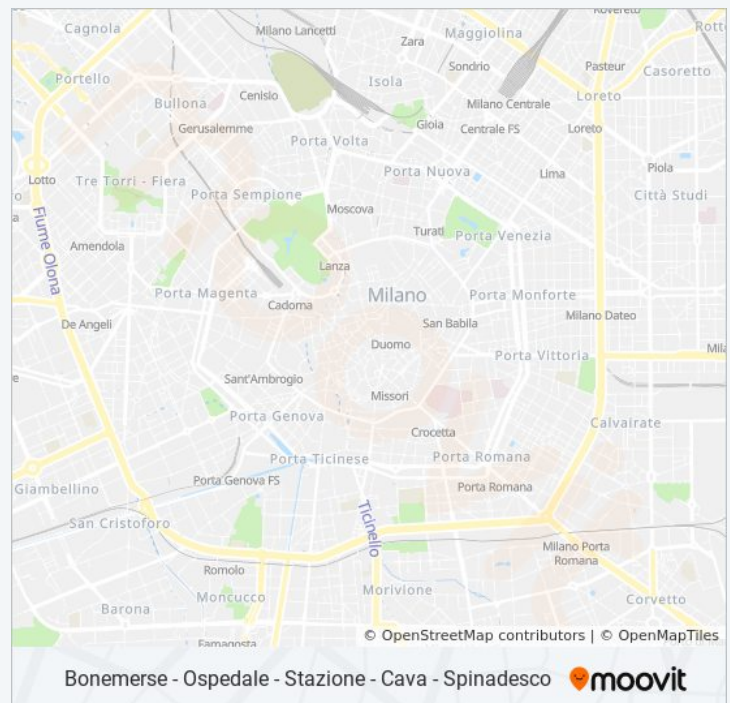 Rovereto
Cagnola
Milano Lancetti
Maggiolina
Zara
Sondrio
Pasteur
Casoretto
Portello
Isola
Cenisio
Loreto
Bullona
Milano Centrale
Gerusalemme
Gioia
Centrale FS
Loreto
Porta Volta
Lotto
Tre Torri - Fiera
Porta Nuova
Lima
Piola
Porta Sempione
Città Studi
Moscova
Turati
Porta Venezia
Fiume Olona
Amendola
Lanza
Porta Magenta
Cadorna
Milano
Porta Monforte
De Angeli
San Babila
Milano Dateo
Duomo
Porta Vittoria
Sant'Ambrogio
Missori
Porta Genova
Crocetta
Calvairate
Porta Ticinese
Porta Romana
Giambellino
Porta Genova FS
Porta Romana
San Cristoforo
Ticinello
Milano Porta
Romana
Romolo
Moncucco
Morivione
Corvetto
Barona
Famagosta
© OpenStreetMap contributors | © OpenMapTiles
Bonemerse - Ospedale - Stazione - Cava - Spinadesco
moovit